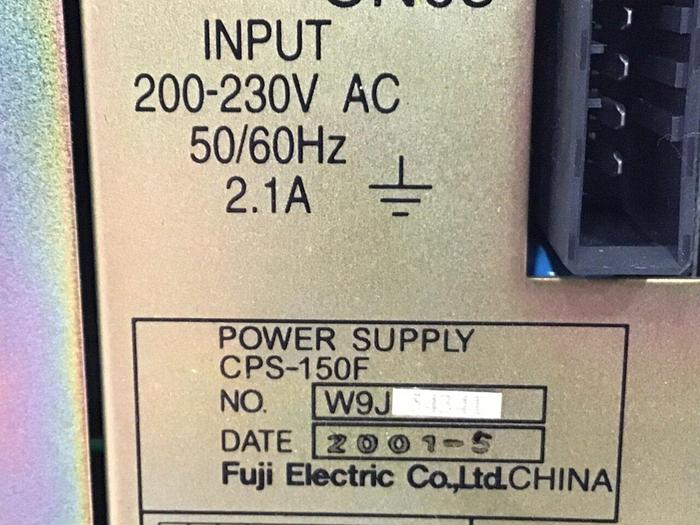 INPUT
200-230V AC
50/60Hz
2.1A
POWER SUPPLY
CPS-150F
NO. W9J
DATE 2001-5
Fuji Electric Co.,Ltd.CHINA